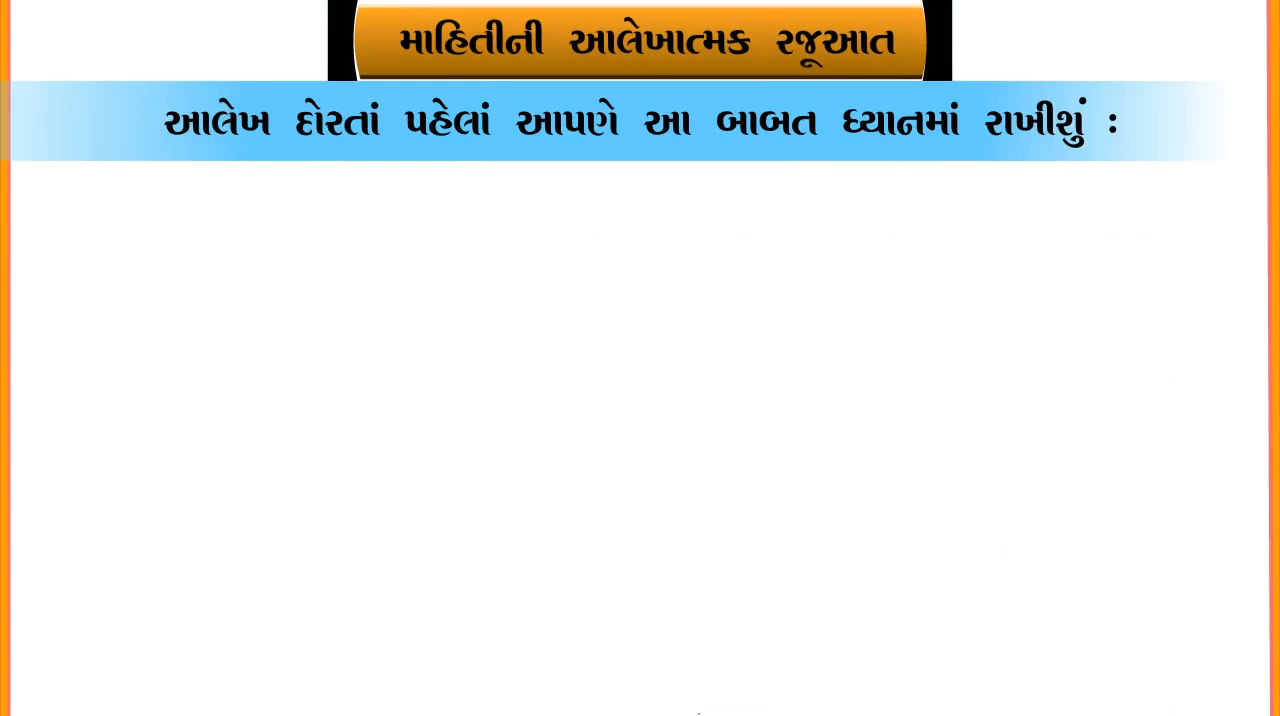 માહિતીની આલેખાત્મક રજૂઆત
આલેખ દોરતાં પહેલાં આપણે આ બાબત ધ્યાનમાં રાખીશું :